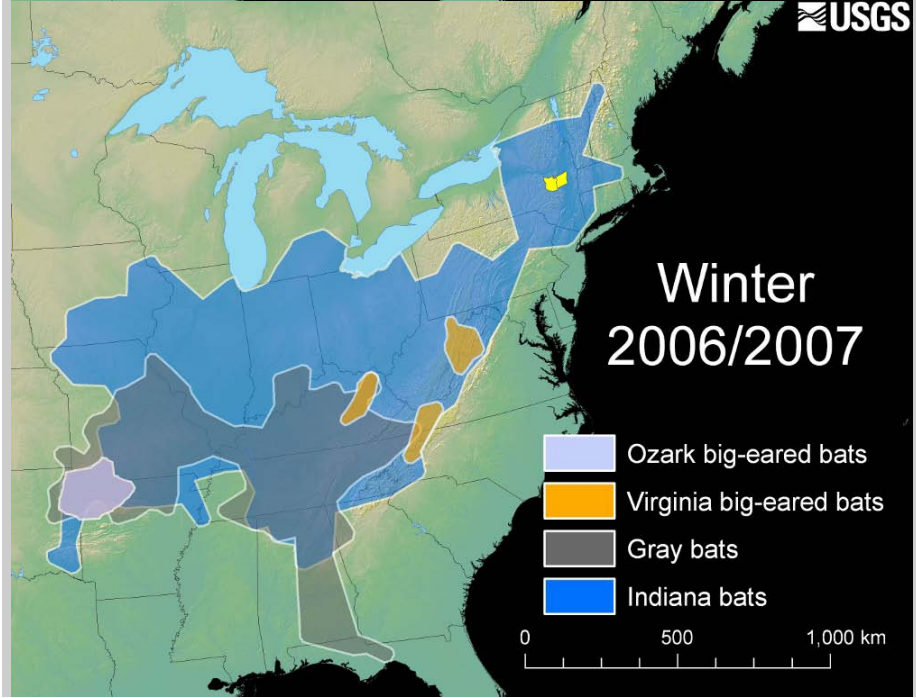 USGS
Winter
2006/2007
Ozark big-eared bats
Virginia big-eared bats
Gray bats
Indiana bats
0 500 1,000 km